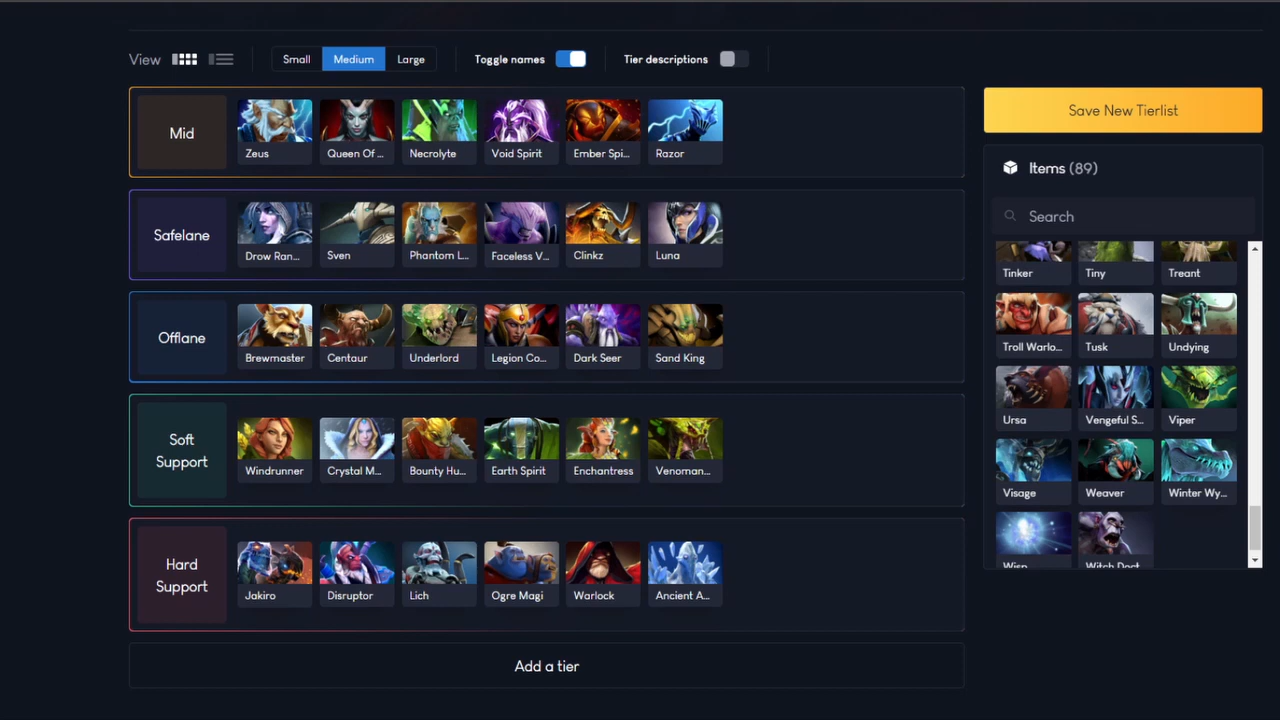 View
Small
Medium
Large
Toggle names
Tier descriptions
Mid
Zeus
Queen Of ...
Necrolyte
Void Spirit
Ember Spi...
Razor
Safelane
Drow Ran...
Sven
Phantom L...
Faceless V...
Clinkz
Luna
Offlane
Brewmaster
Centaur
Underlord
Legion Co...
Dark Seer
Sand King
Soft
Support
Windrunner
Crystal M...
Bounty Hu...
Earth Spirit
Enchantress
Venoman...
Hard
Support
Jakiro
Disruptor
Lich
Ogre Magi
Warlock
Ancient A...
Add a tier
Save New Tierlist
Items (89)
Search
Tinker
Tiny
Treant
Troll Warlo...
Tusk
Undying
Ursa
Vengeful S...
Viper
Visage
Weaver
Winter Wy...
Wisp
Witch Doct